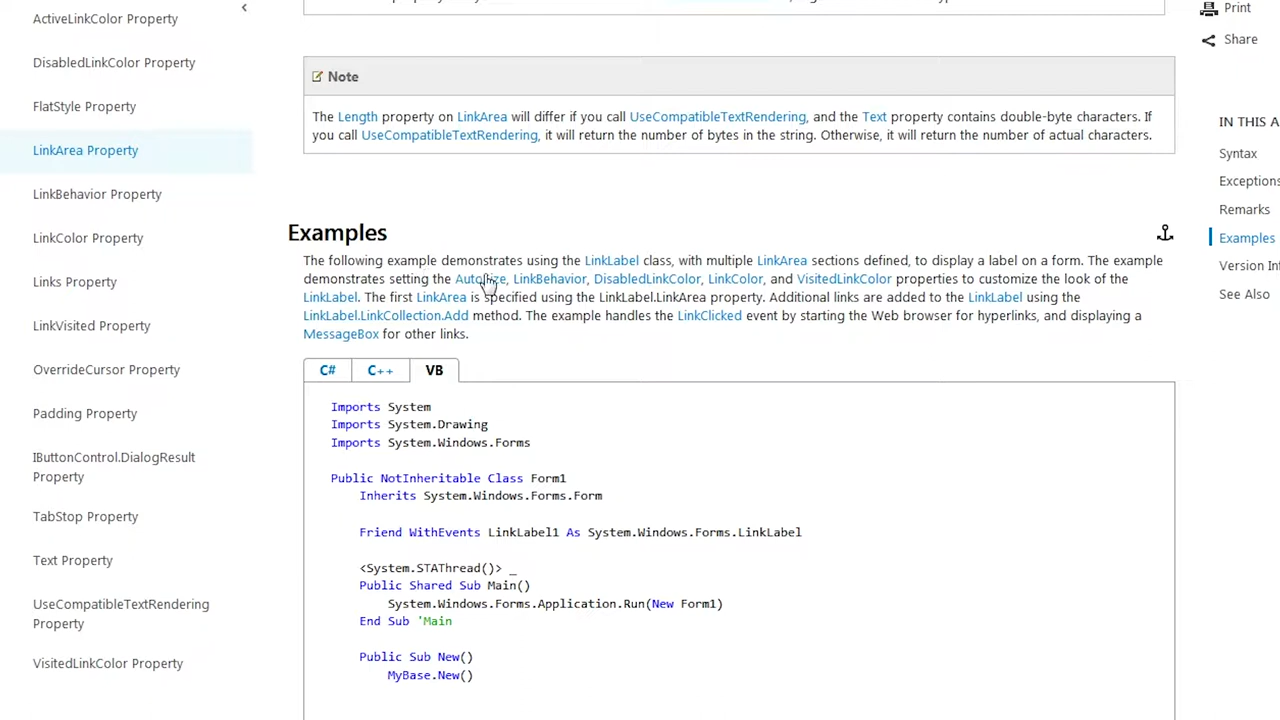 ActiveLinkColor Property
DisabledLinkColor Property
FlatStyle Property
LinkArea Property
LinkBehavior Property
LinkColor Property
Links Property
LinkVisited Property
OverrideCursor Property
Padding Property
IButtonControl.DialogResult
Property
TabStop Property
Text Property
UseCompatibleTextRendering
Property
VisitedLinkColor Property
Note
The Length property on LinkArea will differ if you call UseCompatibleTextRendering, and the Text property contains double-byte characters. If
you call UseCompatibleTextRendering, it will return the number of bytes in the string. Otherwise, it will return the number of actual characters.
Examples
The following example demonstrates using the LinkLabel class, with multiple LinkArea sections defined, to display a label on a form. The example
demonstrates setting the AutoSize, LinkBehavior, DisabledLinkColor, LinkColor, and VisitedLinkColor properties to customize the look of the
LinkLabel. The first LinkArea is specified using the LinkLabel.LinkArea property. Additional links are added to the LinkLabel using the
LinkLabel.LinkCollection.Add method. The example handles the LinkClicked event by starting the Web browser for hyperlinks, and displaying a
MessageBox for other links.
C# C++ VB
Imports System
Imports System.Drawing
Imports System.Windows.Forms
Public NotInheritable Class Form1
Inherits System.Windows.Forms.Form
Friend WithEvents LinkLabel1 As System.Windows.Forms.LinkLabel
<System.STAThread()> _
Public Shared Sub Main()
System.Windows.Forms.Application.Run(New Form1)
End Sub 'Main
Public Sub New()
MyBase.New()
Print
Share
IN THIS A
Syntax
Exceptions
Remarks
Examples
Version In
See Also